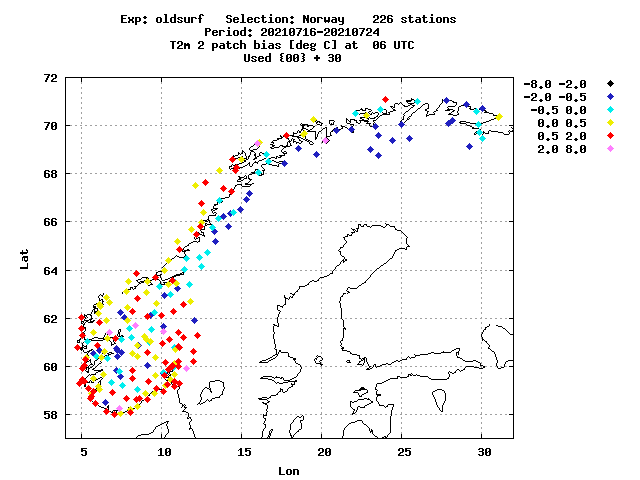 Exp: oldsurf Selection: Norway 226 stations
Period: 20210716-20210724
T2m 2 patch bias [deg C] at 06 UTC
Used {00} + 30
-8.0 -2.0
-2.0 -0.5
-0.5 0.0
0.0 0.5
0.5 2.0
2.0 8.0
72
70
68
66
64
62
60
58
Lat
5 10 15 20 25 30
Lon